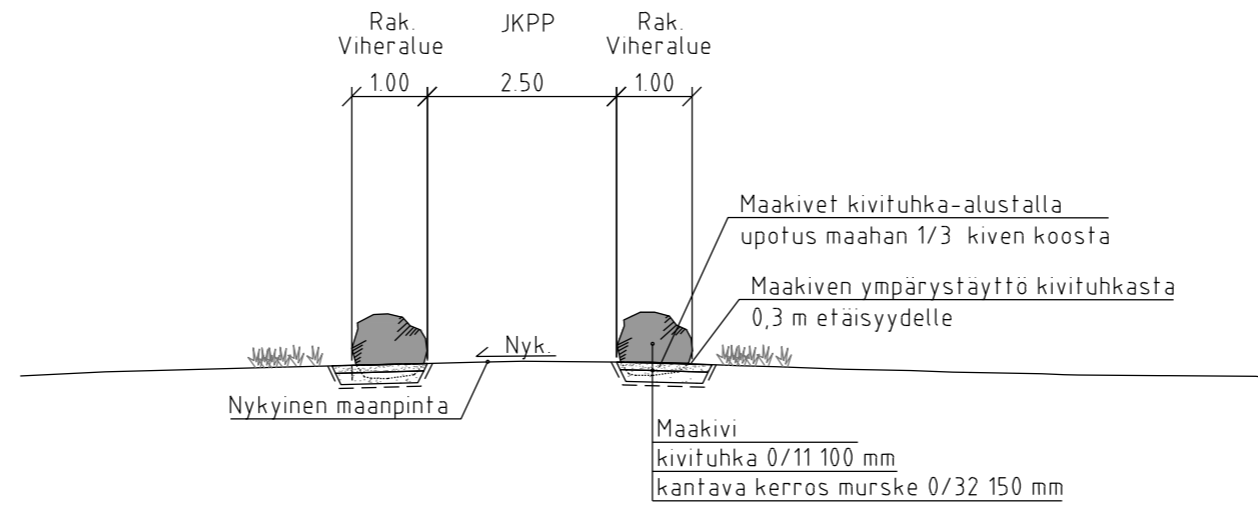 Rak.
Viheralue
JKPP
Rak.
Viheralue
1.00
2.50
1.00
Maakivet kivituhka-alustalla
upotus maahan 1/3 kiven koosta
Maakiven ympärystäyttö kivituhkasta
0,3 m etäisyydelle
Nyk.
Nykyinen maanpinta
Maakivi
kivituhka 0/11 100 mm
kantava kerros murske 0/32 150 mm